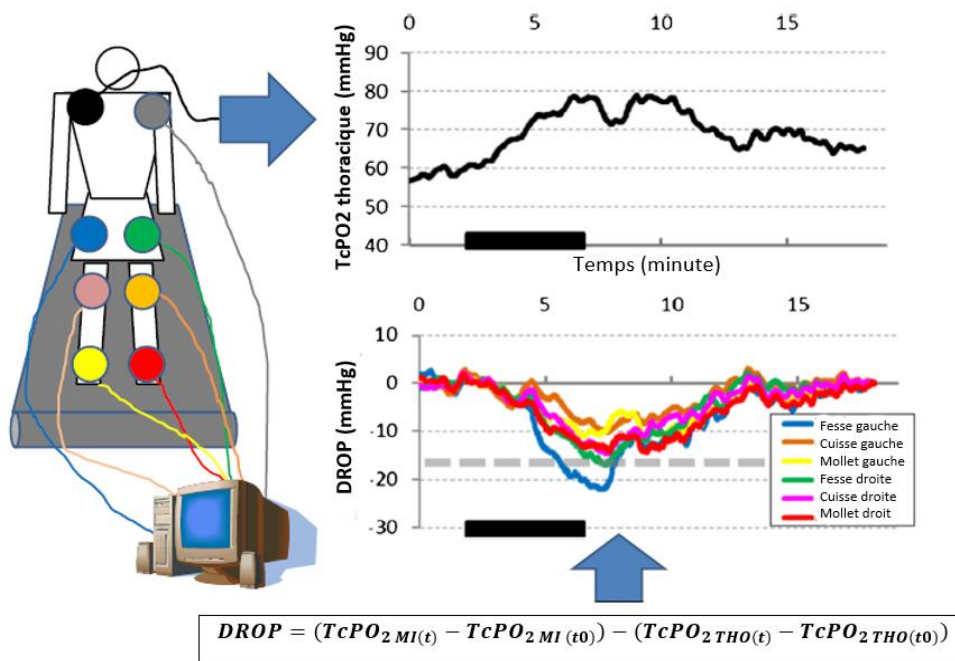 0 5 10 15
TcPO2 thoracique (mmHg)
90
80
70
60
50
40
Temps (minute)
0 5 10 15
DROP (mmHg)
10
0
-10
-20
-30
Fesse gauche
Cuisse gauche
Mollet gauche
Fesse droite
Cuisse droite
Mollet droit
DROP = (TcPO₂ MI(t) − TcPO₂ MI (t0)) − (TcPO₂ THO(t) − TcPO₂ THO(t0))